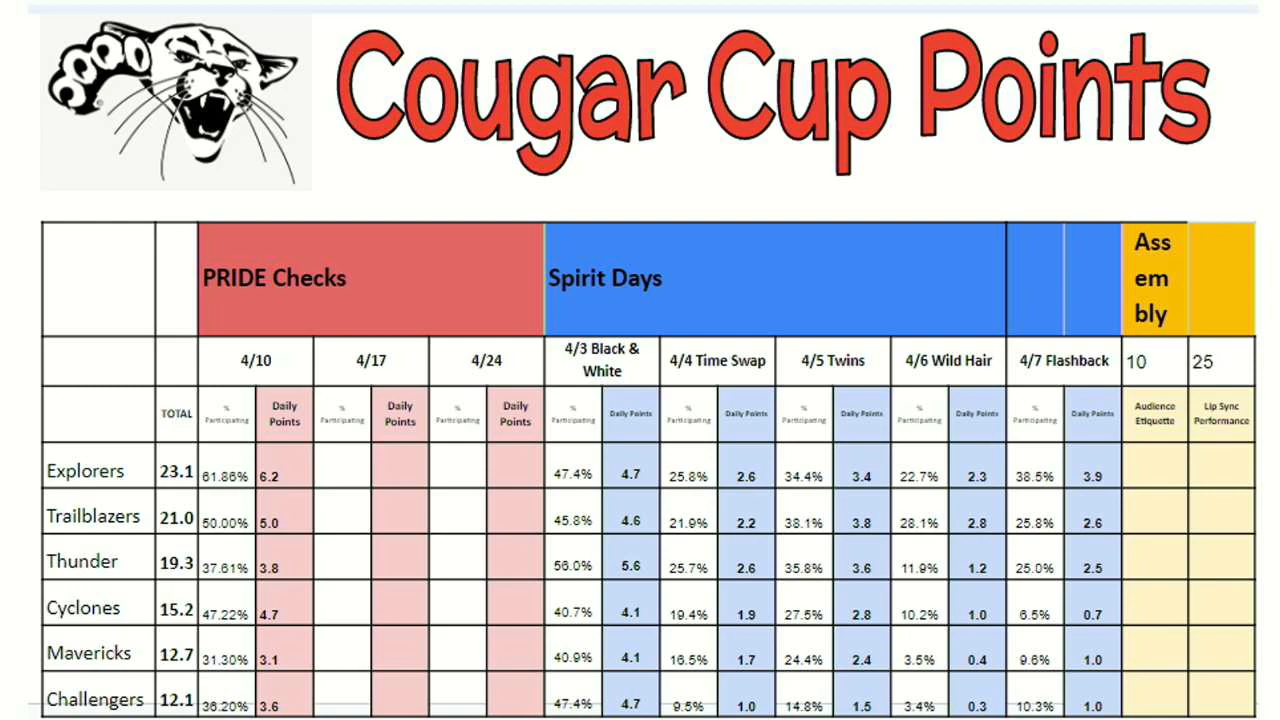 Cougar Cup Points
PRIDE Checks Spirit Days Ass
em
bly
4/10 4/17 4/24 4/3 Black & White 4/4 Time Swap 4/5 Twins 4/6 Wild Hair 4/7 Flashback 10 25
TOTAL % Participating Daily Points % Participating Daily Points % Participating Daily Points % Participating Daily Points % Participating Daily Points % Participating Daily Points % Participating Daily Points % Participating Daily Points Audience Etiquette Lip Sync Performance
Explorers 23.1 61.86% 6.2 47.4% 4.7 25.8% 2.6 34.4% 3.4 22.7% 2.3 38.5% 3.9
Trailblazers 21.0 50.00% 5.0 45.8% 4.6 21.9% 2.2 38.1% 3.8 28.1% 2.8 25.8% 2.6
Thunder 19.3 37.61% 3.8 56.0% 5.6 25.7% 2.6 35.8% 3.6 11.9% 1.2 25.0% 2.5
Cyclones 15.2 47.22% 4.7 40.7% 4.1 19.4% 1.9 27.5% 2.8 10.2% 1.0 6.5% 0.7
Mavericks 12.7 31.30% 3.1 40.9% 4.1 16.5% 1.7 24.4% 2.4 3.5% 0.4 9.6% 1.0
Challengers 12.1 36.20% 3.6 47.4% 4.7 9.5% 1.0 14.8% 1.5 3.4% 0.3 10.3% 1.0